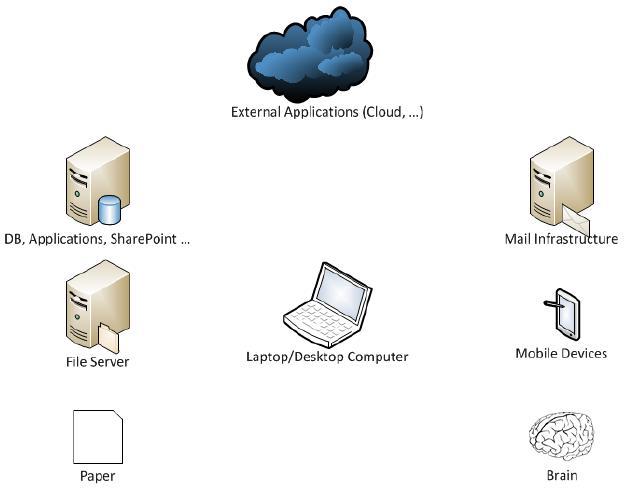 External Applications (Cloud, ...)
DB, Applications, SharePoint ...
Mail Infrastructure
File Server
Laptop/Desktop Computer
Mobile Devices
Paper
Brain